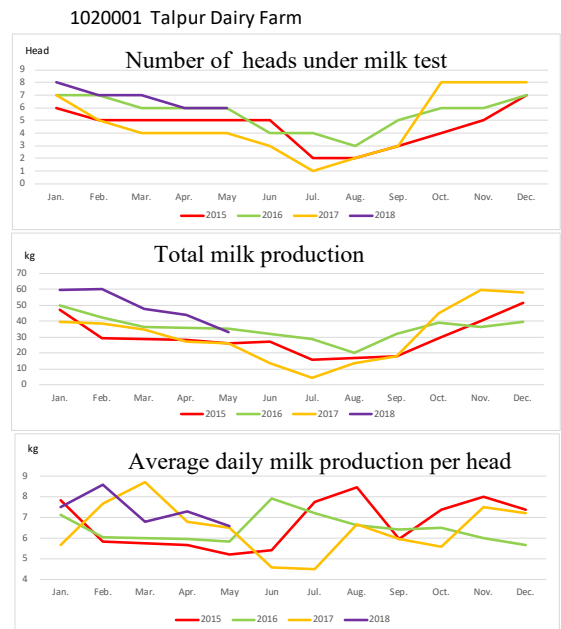 1020001 Talpur Dairy Farm
Head
Number of heads under milk test
9
8
7
6
5
4
3
2
1
0
Jan. Feb. Mar. Apr. May Jun Jul. Aug. Sep. Oct. Nov. Dec.
2015 2016 2017 2018
kg
Total milk production
70
60
50
40
30
20
10
0
Jan. Feb. Mar. Apr. May Jun Jul. Aug. Sep. Oct. Nov. Dec.
2015 2016 2017 2018
kg
Average daily milk production per head
9
8
7
6
5
4
Jan. Feb. Mar. Apr. May Jun Jul. Aug. Sep. Oct. Nov. Dec.
2015 2016 2017 2018